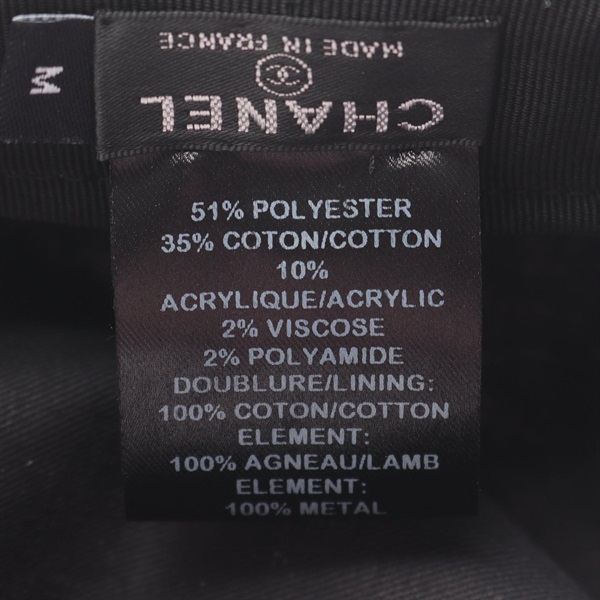 M
CHANEL
MADE IN FRANCE
51% POLYESTER
35% COTON/COTTON
10%
ACRYLIQUE/ACRYLIC
2% VISCOSE
2% POLYAMIDE
DOUBLURE/LINING:
100% COTON/COTTON
ELEMENT:
100% AGNEAU/LAMB
ELEMENT:
100% METAL